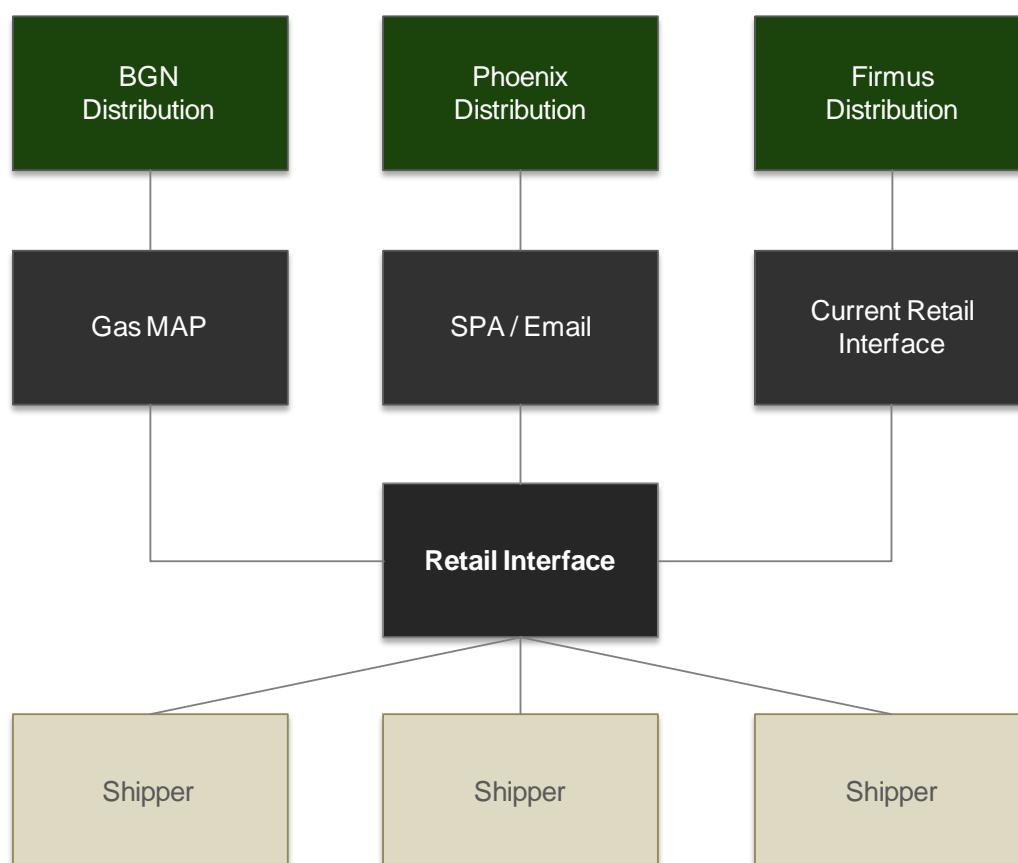 BGN
Distribution
Phoenix
Distribution
Firmus
Distribution
Gas MAP
SPA / Email
Current Retail
Interface
Retail Interface
Shipper
Shipper
Shipper